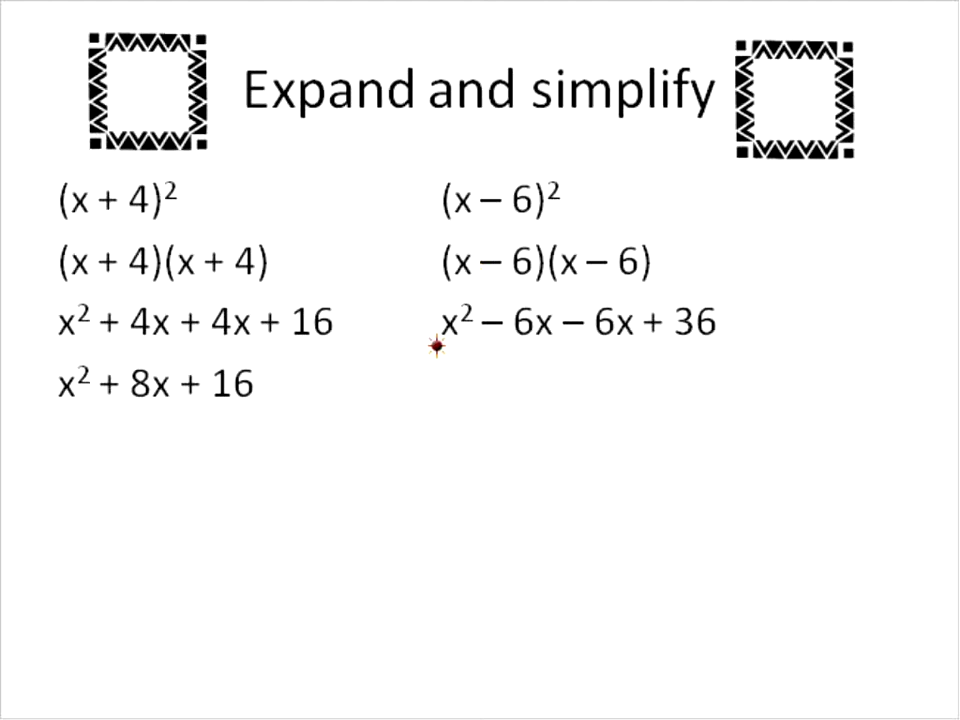 Expand and simplify
(x + 4)²
(x + 4)(x + 4)
x² + 4x + 4x + 16
x² + 8x + 16
(x – 6)²
(x – 6)(x – 6)
x² – 6x – 6x + 36